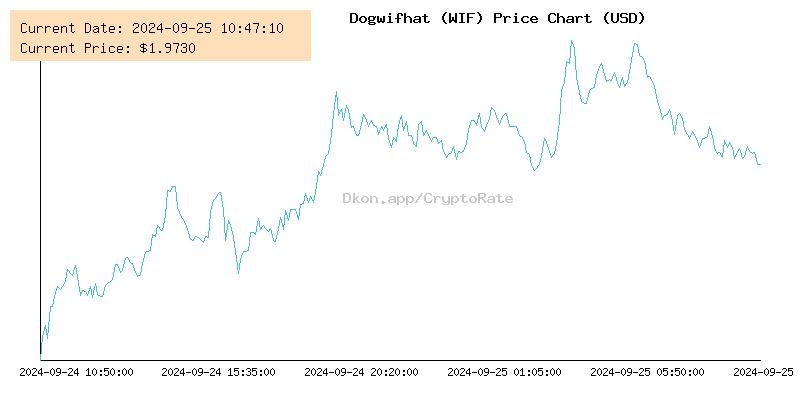 Dogwifhat (WIF) Price Chart (USD)
Current Date: 2024-09-25 10:47:10
Current Price: $1.9730
Dkon.app/CryptoRate
2024-09-24 10:50:00 2024-09-24 15:35:00 2024-09-24 20:20:00 2024-09-25 01:05:00 2024-09-25 05:50:00 2024-09-25